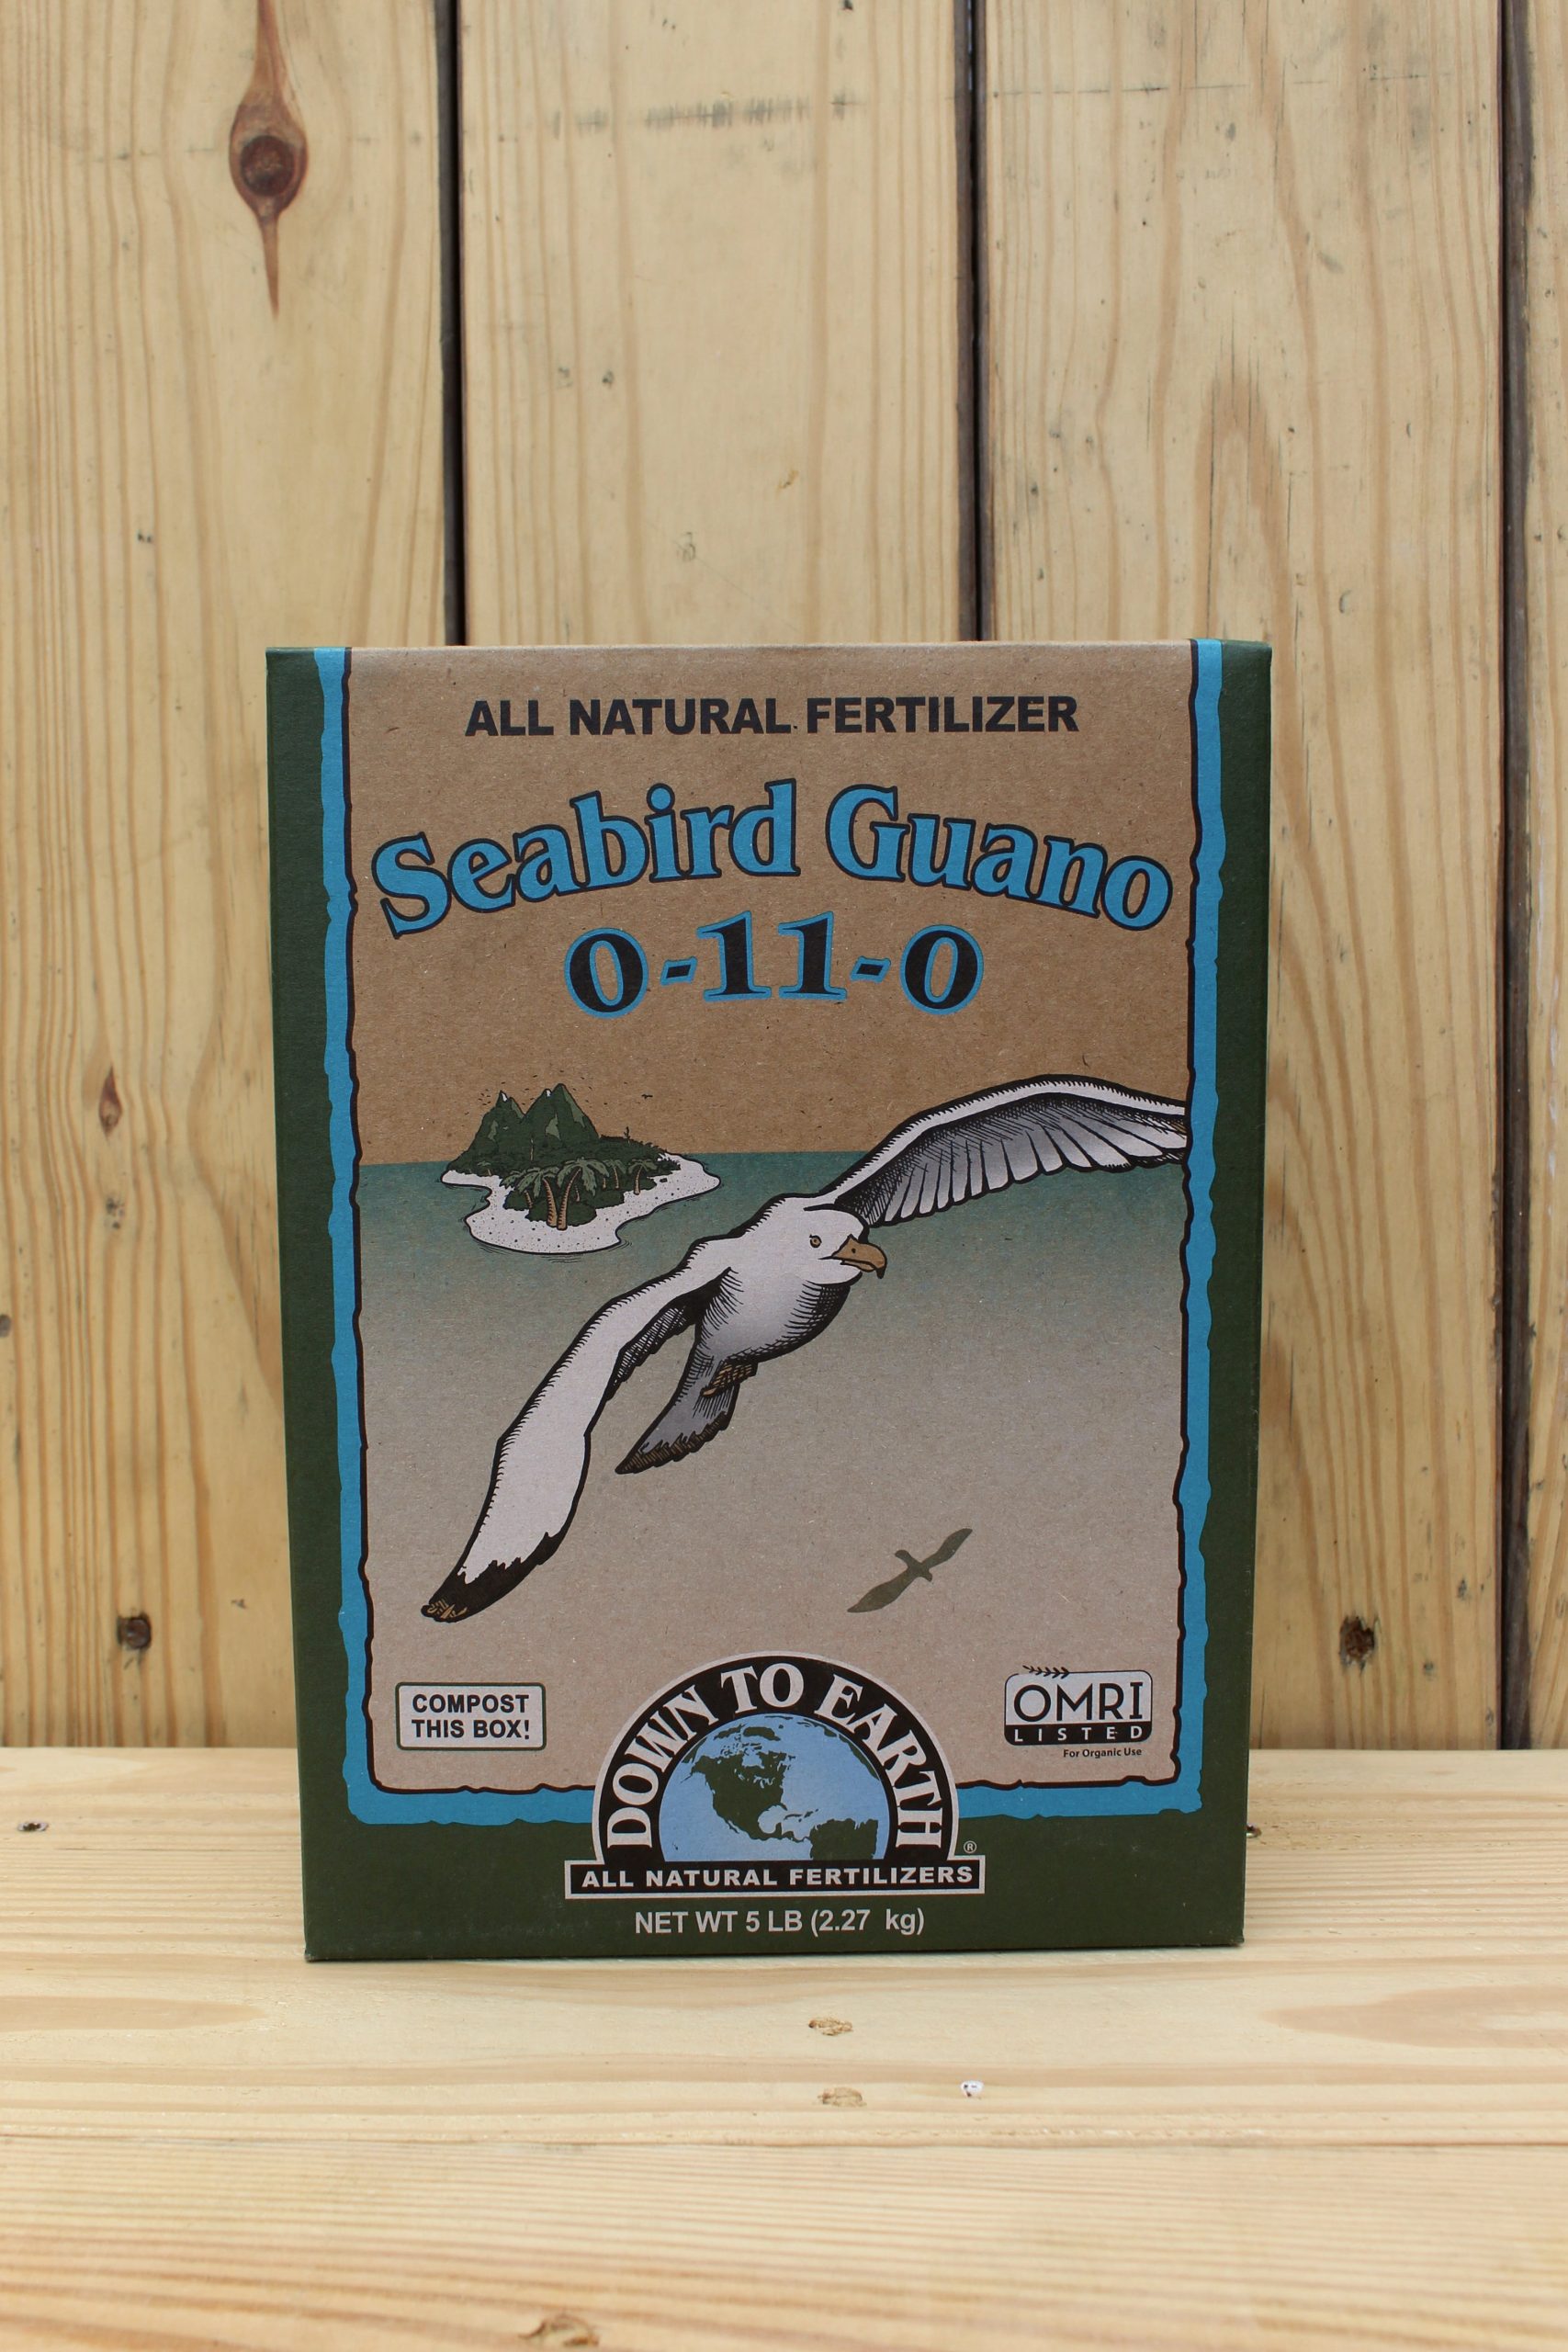 ALL NATURAL FERTILIZER
Seabird Guano
0-11-0
COMPOST
THIS BOX!
DOWN TO EARTH
ALL NATURAL FERTILIZERS
®
OMRI
LISTED
For Organic Use
NET WT 5 LB (2.27 kg)